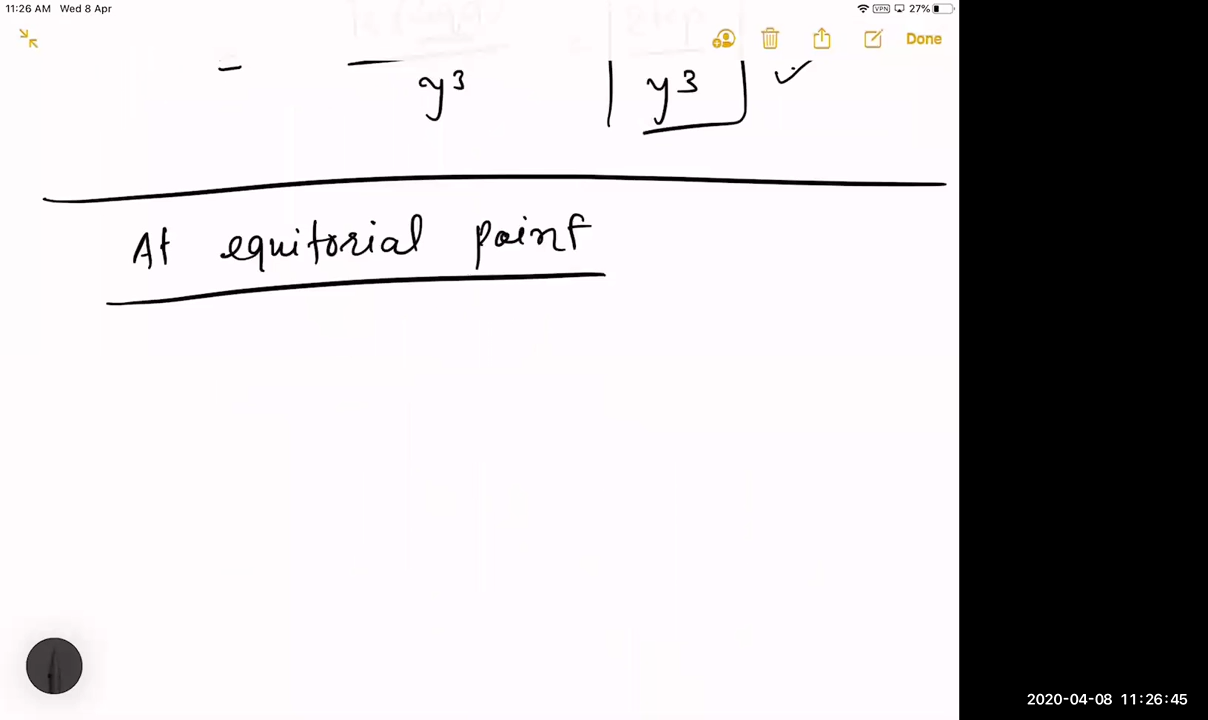 11:26 AM Wed 8 Apr VPN 27%
Done
y3 y3
At equitorial point
2020-04-08 11:26:45